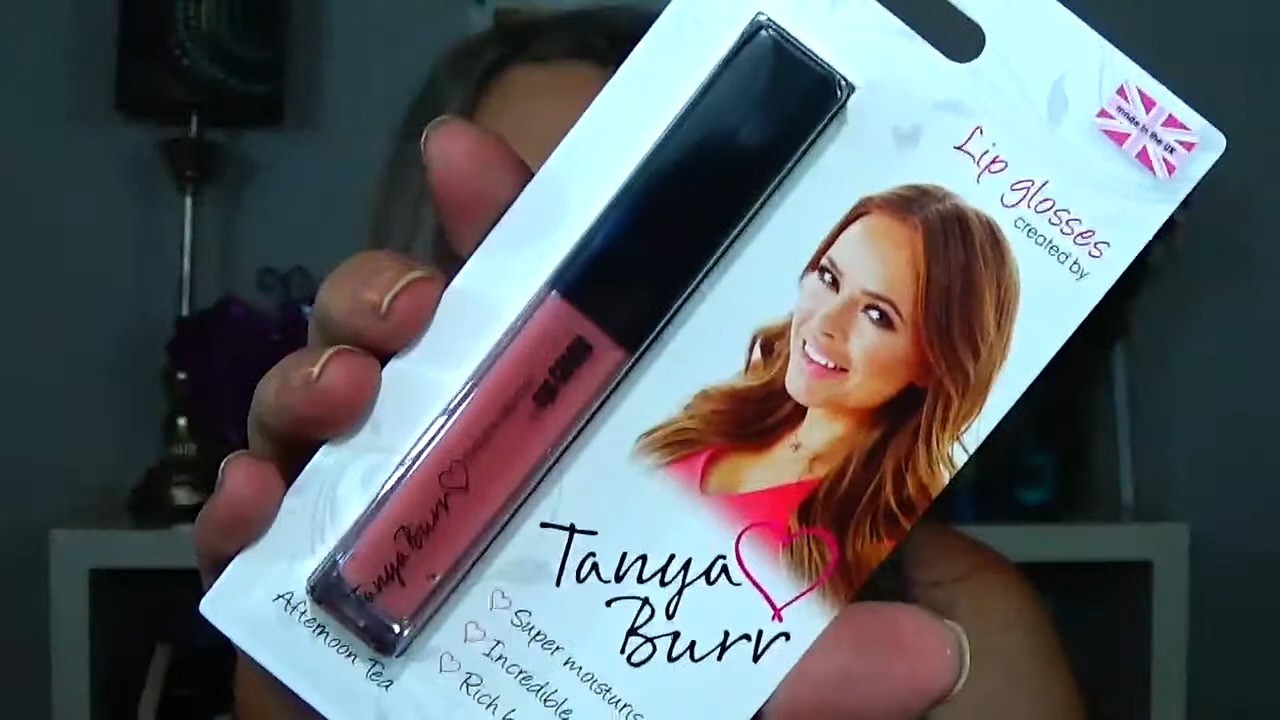 made in the UK
Lip glosses
created by
Tanya
Burr
Super moisturis
Incredible
Rich
Tanya Burr
Afternoon Tea